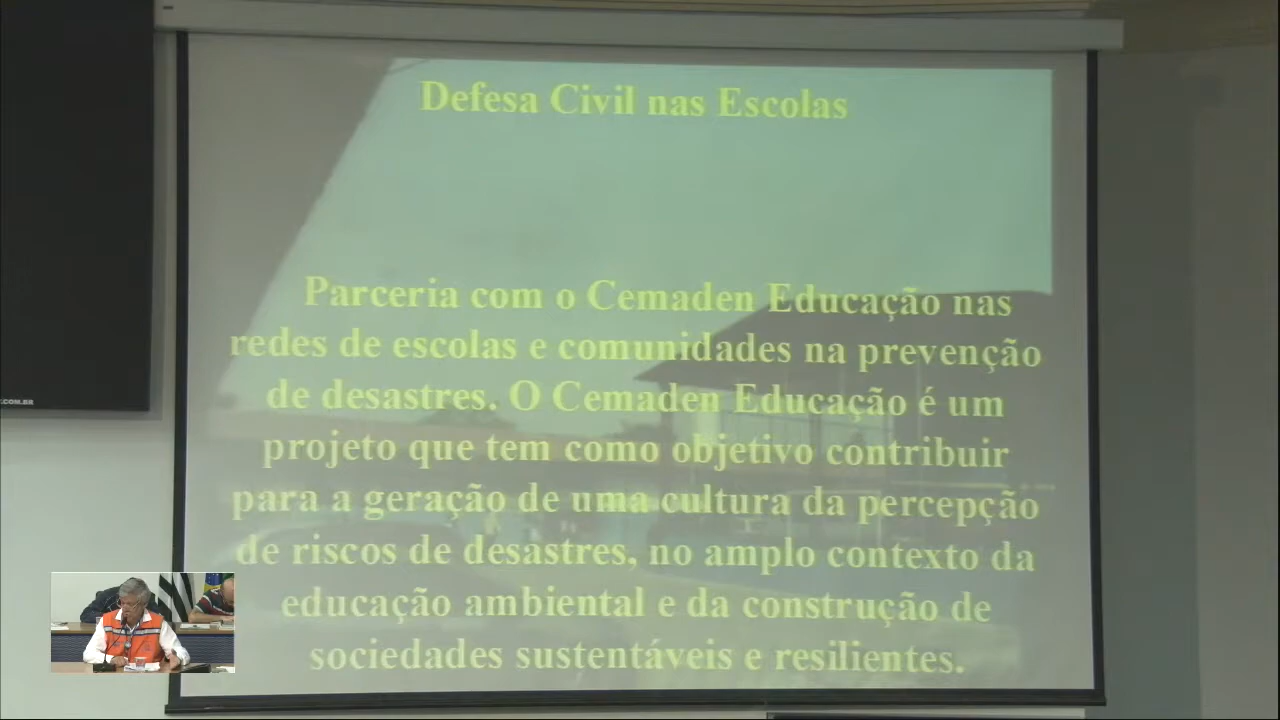 Defesa Civil nas Escolas
Parceria com o Cemaden Educação nas
redes de escolas e comunidades na prevenção
de desastres. O Cemaden Educação é um
projeto que tem como objetivo contribuir
para a geração de uma cultura da percepção
de riscos de desastres, no amplo contexto da
educação ambiental e da construção de
sociedades sustentáveis e resilientes.
.COM.BR